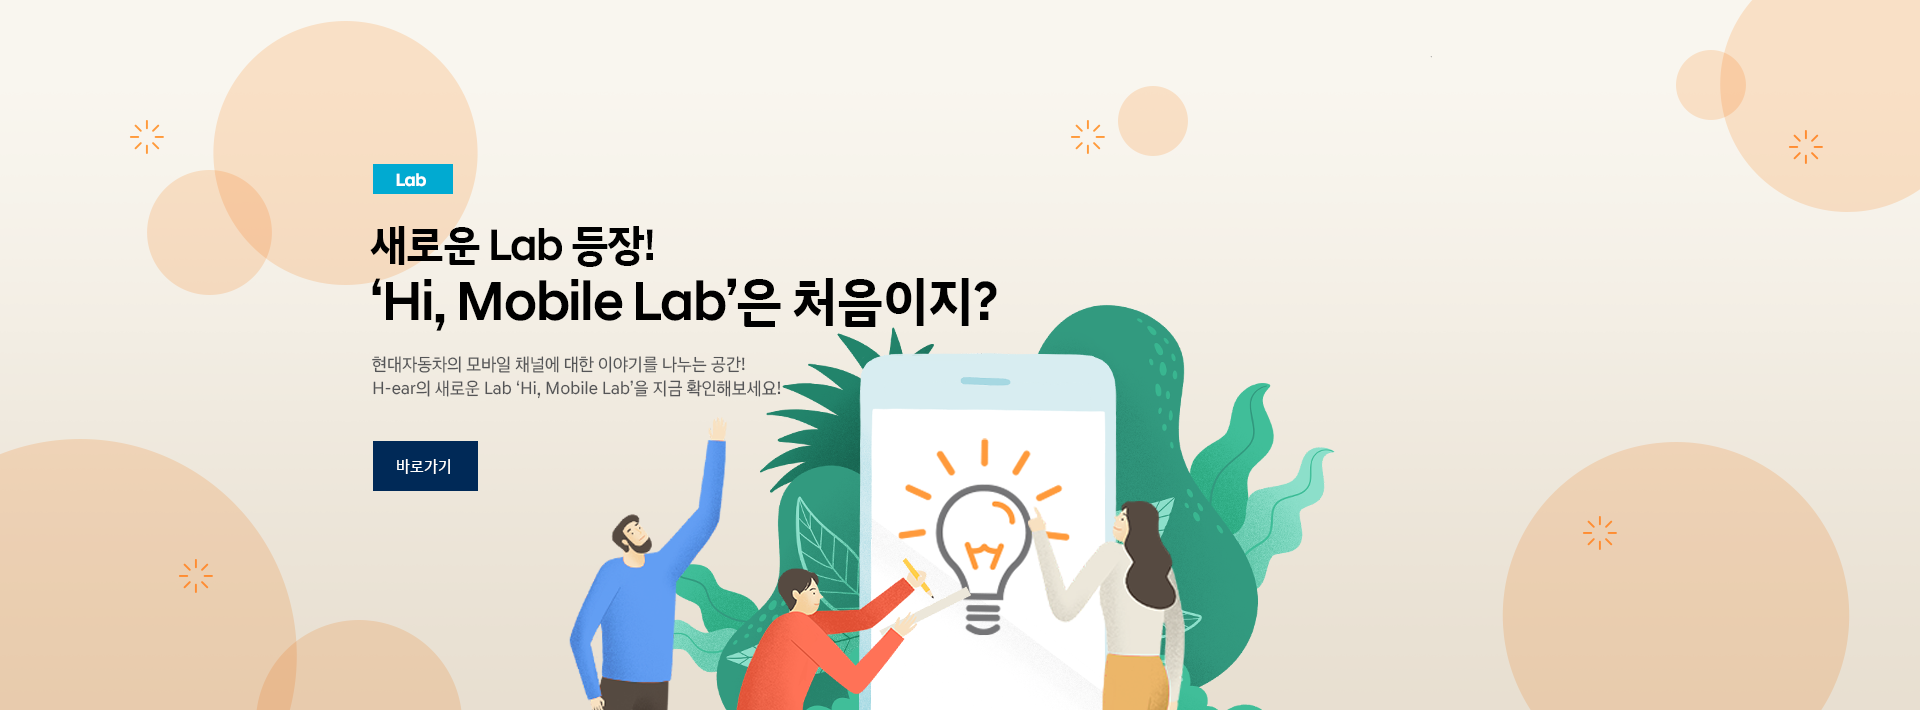 Lab
새로운 Lab 등장!
‘Hi, Mobile Lab’은 처음이지?
현대자동차의 모바일 채널에 대한 이야기를 나누는 공간!
H-ear의 새로운 Lab ‘Hi, Mobile Lab’을 지금 확인해보세요!
바로가기